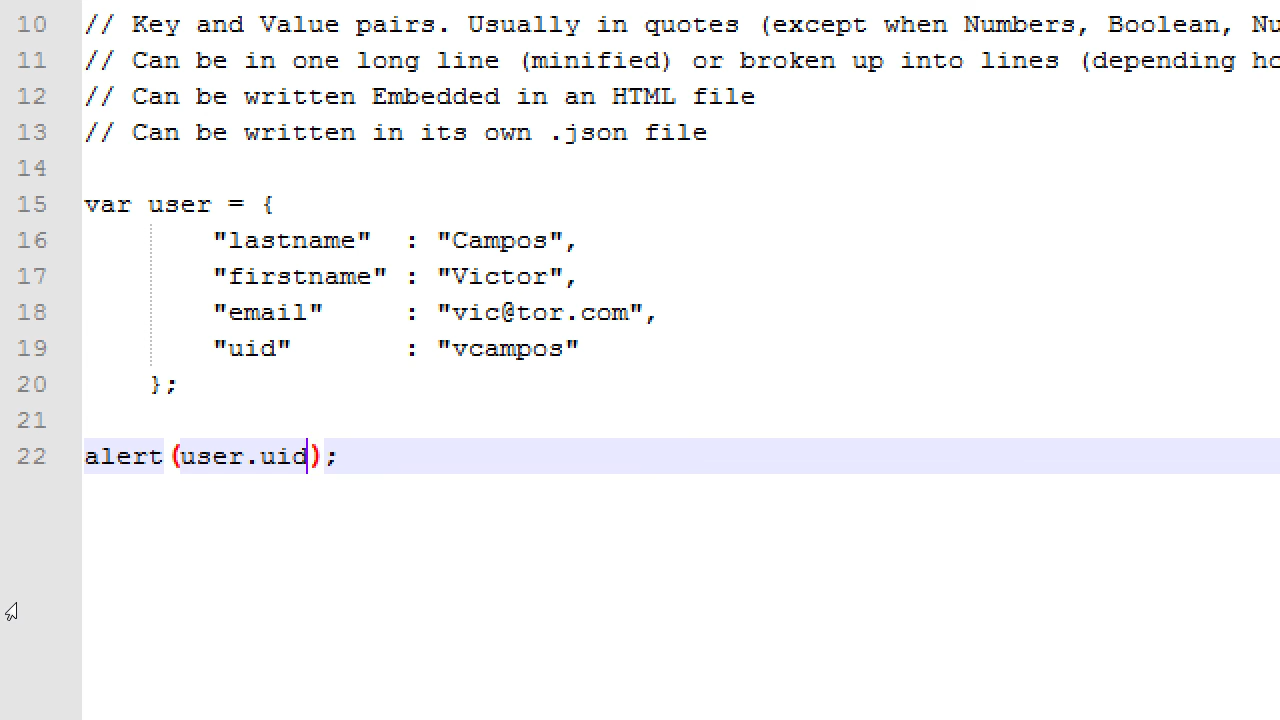 10 // Key and Value pairs. Usually in quotes (except when Numbers, Boolean,
11 // Can be in one long line (minified) or broken up into lines (depending
12 // Can be written Embedded in an HTML file
13 // Can be written in its own .json file
14
15 var user = {
16 "lastname" : "Campos",
17 "firstname" : "Victor",
18 "email" : "vic@tor.com",
19 "uid" : "vcampos"
20 };
21
22 alert(user.uid);